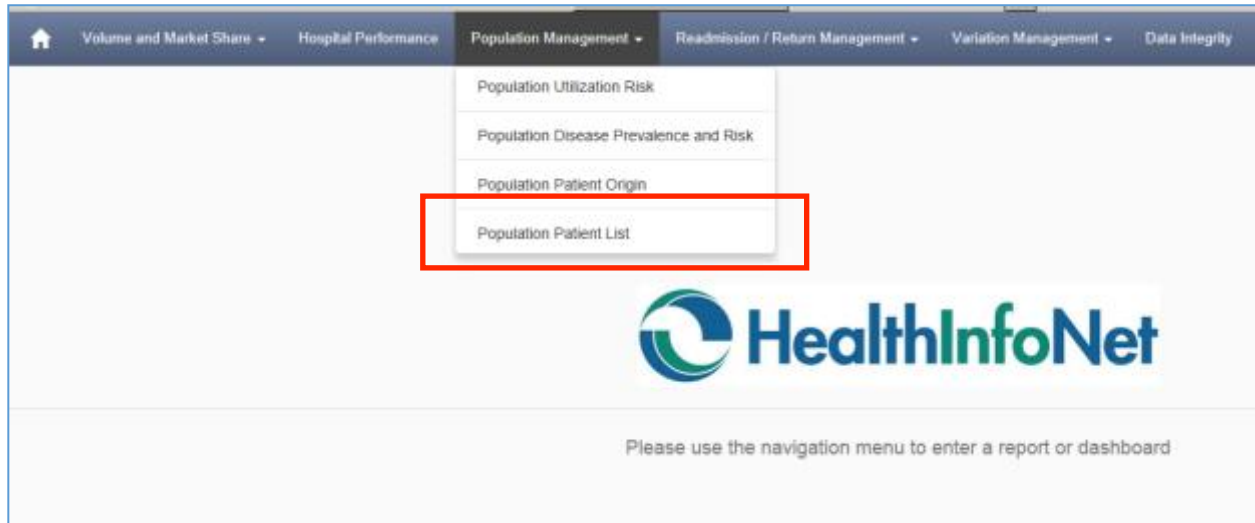 Volume and Market Share Hospital Performance Population Management Readmission / Return Management Variation Management Data Integrity
Population Utilization Risk
Population Disease Prevalence and Risk
Population Patient Origin
Population Patient List
HealthInfoNet
Please use the navigation menu to enter a report or dashboard